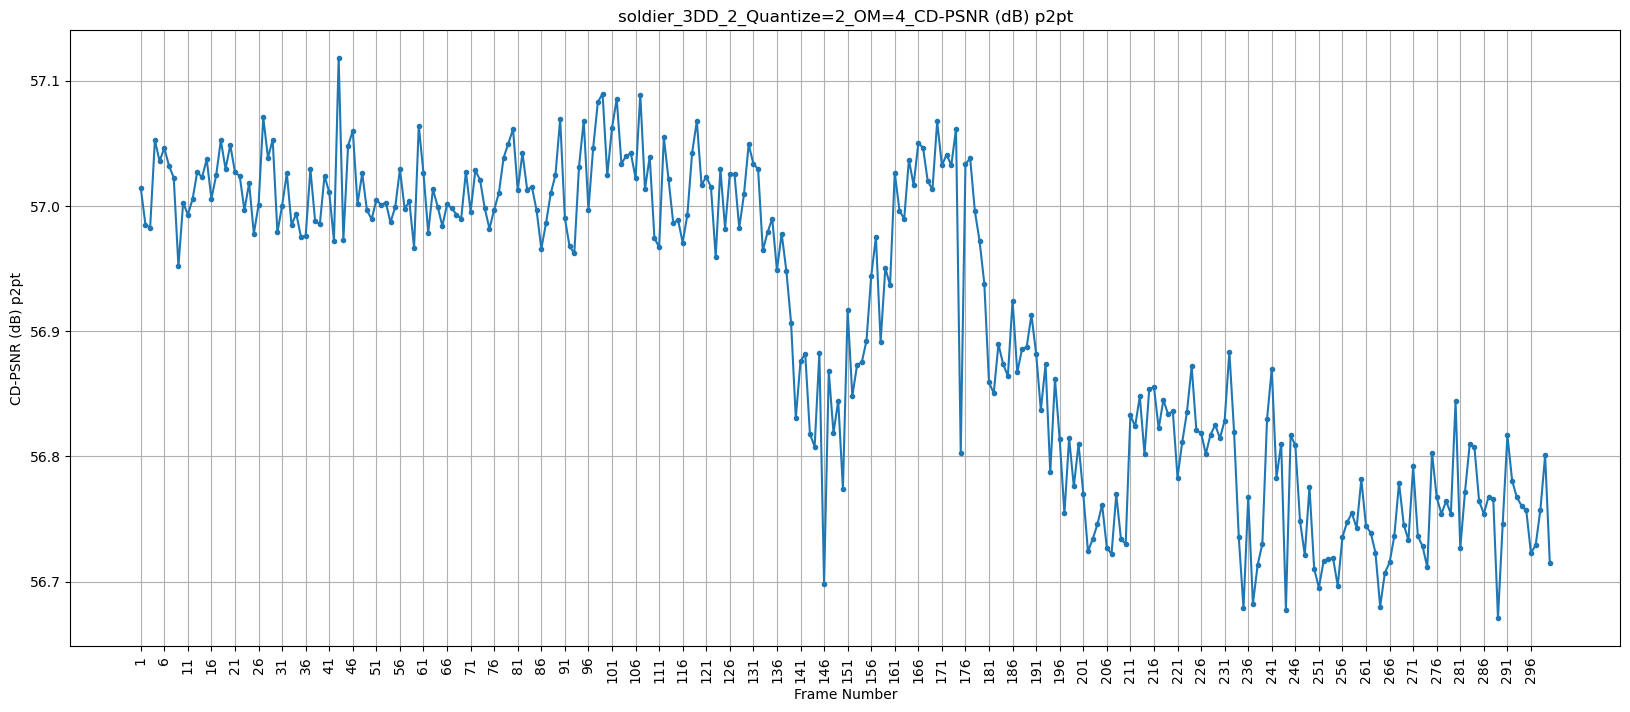 soldier_3DD_2_Quantize=2_OM=4_CD-PSNR (dB) p2pt
CD-PSNR (dB) p2pt
57.1
57.0
56.9
56.8
56.7
1 6 11 16 21 26 31 36 41 46 51 56 61 66 71 76 81 86 91 96 101 106 111 116 121 126 131 136 141 146 151 156 161 166 171 176 181 186 191 196 201 206 211 216 221 226 231 236 241 246 251 256 261 266 271 276 281 286 291 296
Frame Number